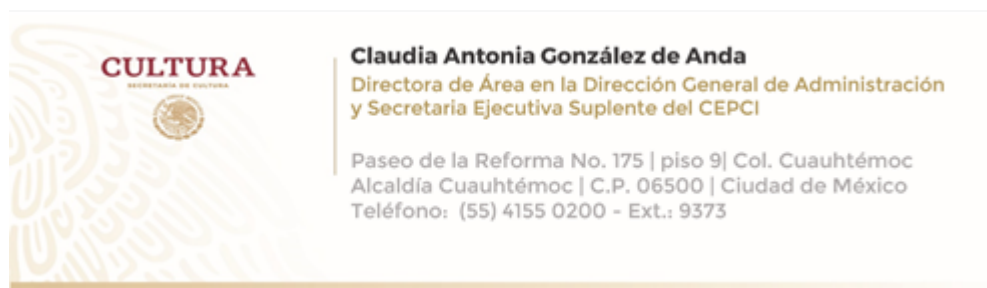 CULTURA
SECRETARÍA DE CULTURA
Claudia Antonia González de Anda
Directora de Área en la Dirección General de Administración
y Secretaria Ejecutiva Suplente del CEPCI
Paseo de la Reforma No. 175 | piso 9| Col. Cuauhtémoc
Alcaldía Cuauhtémoc | C.P. 06500 | Ciudad de México
Teléfono:  (55) 4155 0200 - Ext.: 9373